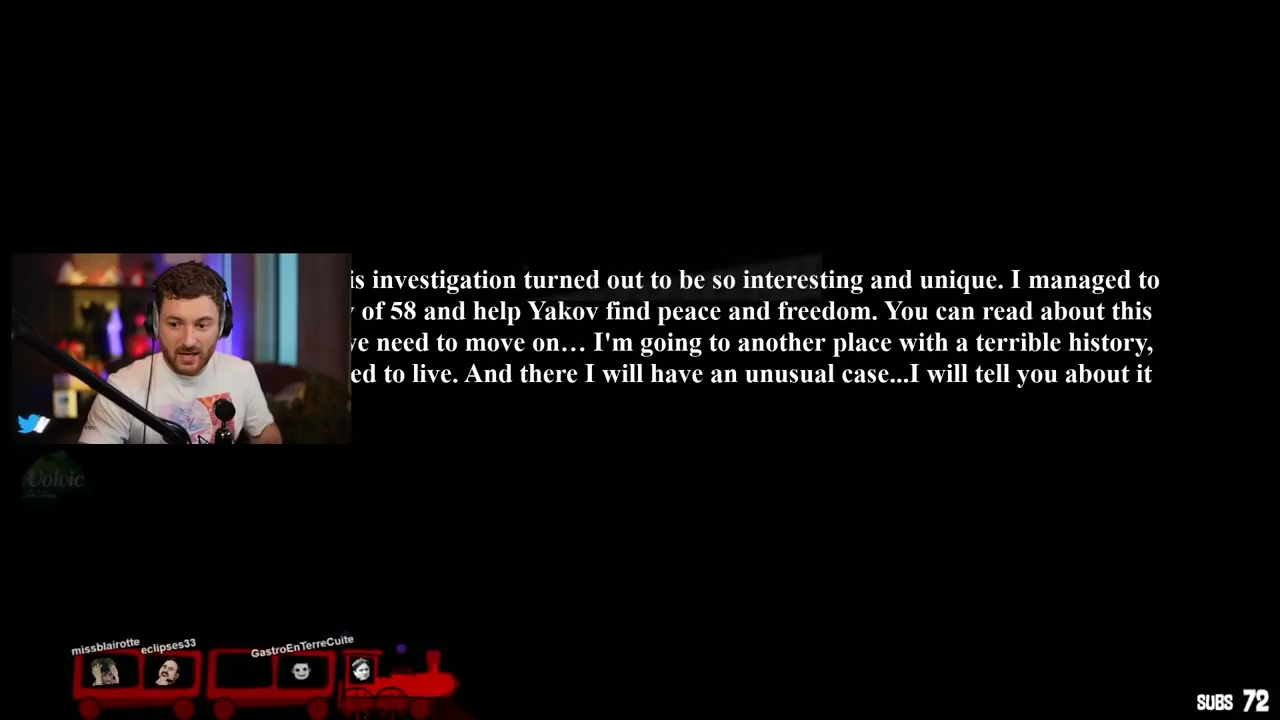 is investigation turned out to be so interesting and unique. I managed to
of 58 and help Yakov find peace and freedom. You can read about this
ve need to move on… I'm going to another place with a terrible history,
ed to live. And there I will have an unusual case...I will tell you about it
Volvic
missblairotte
eclipses33
GastroEnTerreCuite
SUBS 72